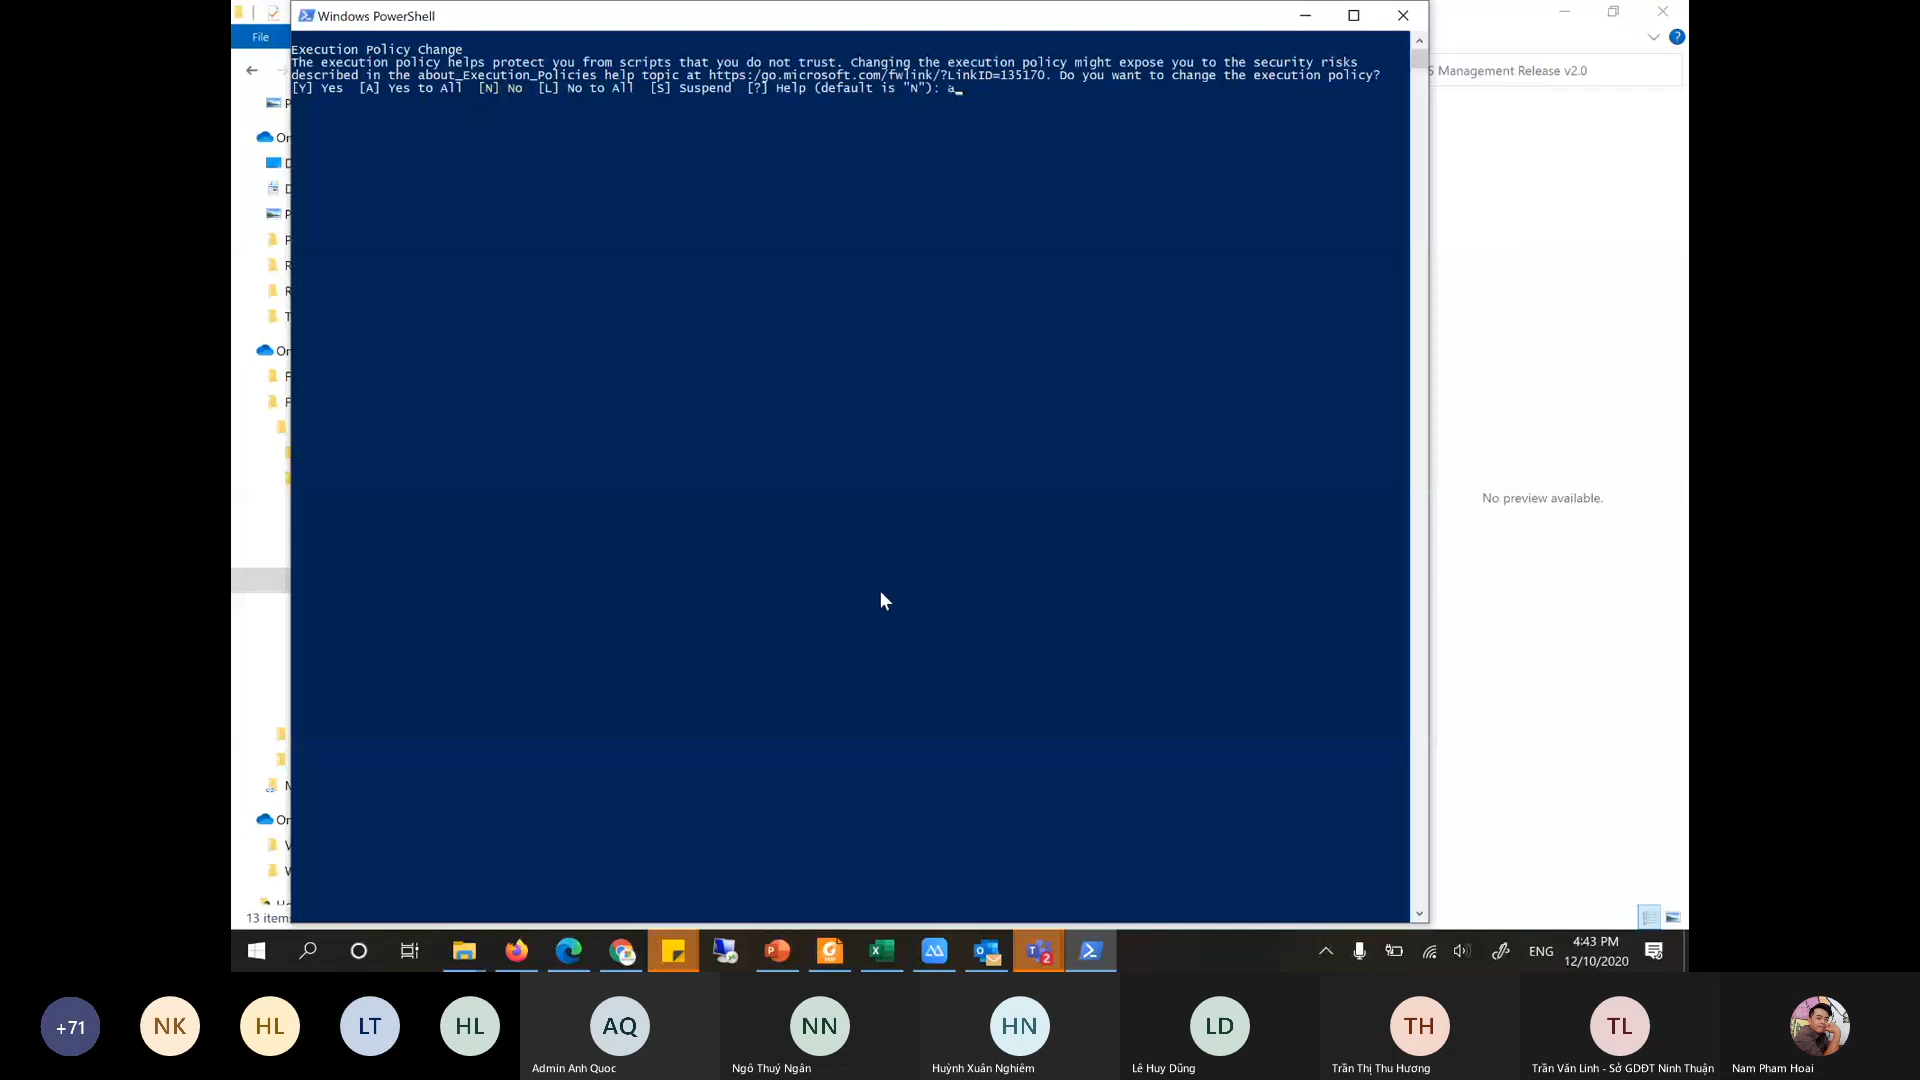 Windows PowerShell
File
Execution Policy Change
The execution policy helps protect you from scripts that you do not trust. Changing the execution policy might expose you to the security risks
described in the about_Execution_Policies help topic at https:/go.microsoft.com/fwlink/?LinkID=135170. Do you want to change the execution policy?
[Y] Yes  [A] Yes to All  [N] No  [L] No to All  [S] Suspend  [?] Help (default is "N"): a_
5 Management Release v2.0
No preview available.
13 items
ENG
4:43 PM
12/10/2020
2
+71
NK
HL
LT
HL
AQ
NN
HN
LD
TH
TL
Admin Anh Quoc
Ngô Thuý Ngân
Huỳnh Xuân Nghiêm
Lê Huy Dũng
Trần Thị Thu Hương
Trần Văn Linh - Sở GDĐT Ninh Thuận
Nam Pham Hoai